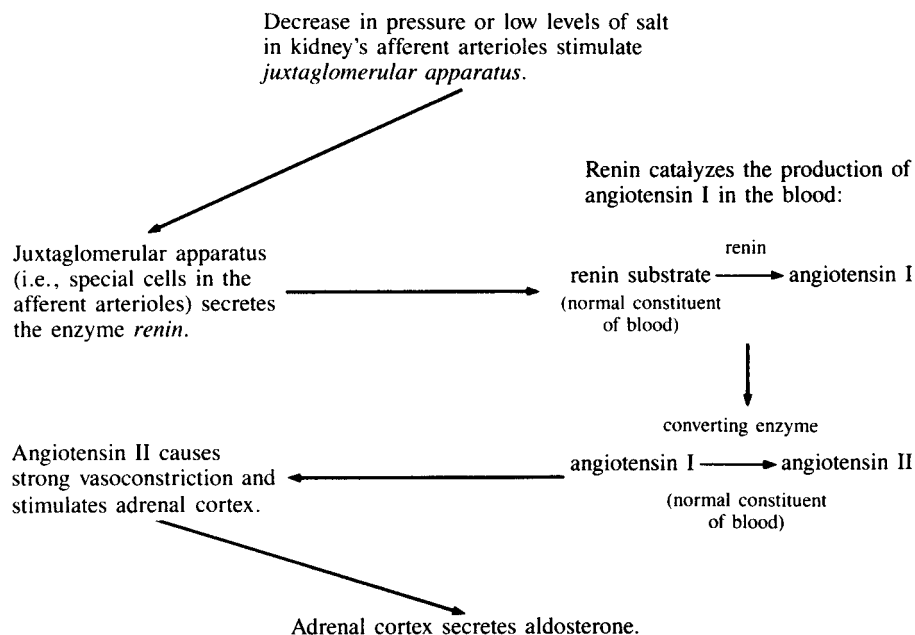 Decrease in pressure or low levels of salt
in kidney's afferent arterioles stimulate
juxtaglomerular apparatus.
Juxtaglomerular apparatus
(i.e., special cells in the
afferent arterioles) secretes
the enzyme renin.
Renin catalyzes the production of
angiotensin I in the blood:
renin
renin substrate angiotensin I
(normal constituent
of blood)
converting enzyme
angiotensin I angiotensin II
(normal constituent
of blood)
Angiotensin II causes
strong vasoconstriction and
stimulates adrenal cortex.
Adrenal cortex secretes aldosterone.